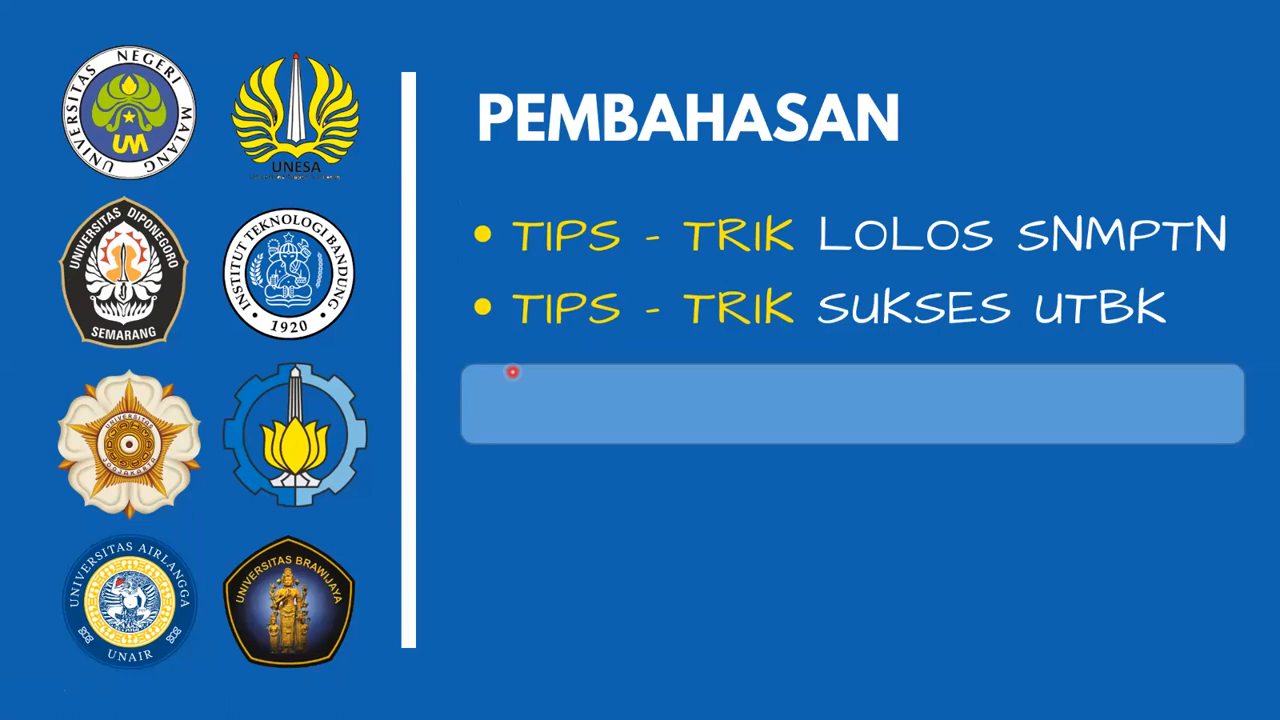 UNIVERSITAS NEGERI MALANG
UM
UNESA
UNIVERSITAS DIPONEGORO
SEMARANG
INSTITUT TEKNOLOGI BANDUNG
• 1920 •
UNIVERSITAS
UNIVERSITAS AIRLANGGA
UNAIR
UNIVERSITAS BRAWIJAYA
PEMBAHASAN
• TIPS - TRIK LOLOS SNMPTN
• TIPS - TRIK SUKSES UTBK